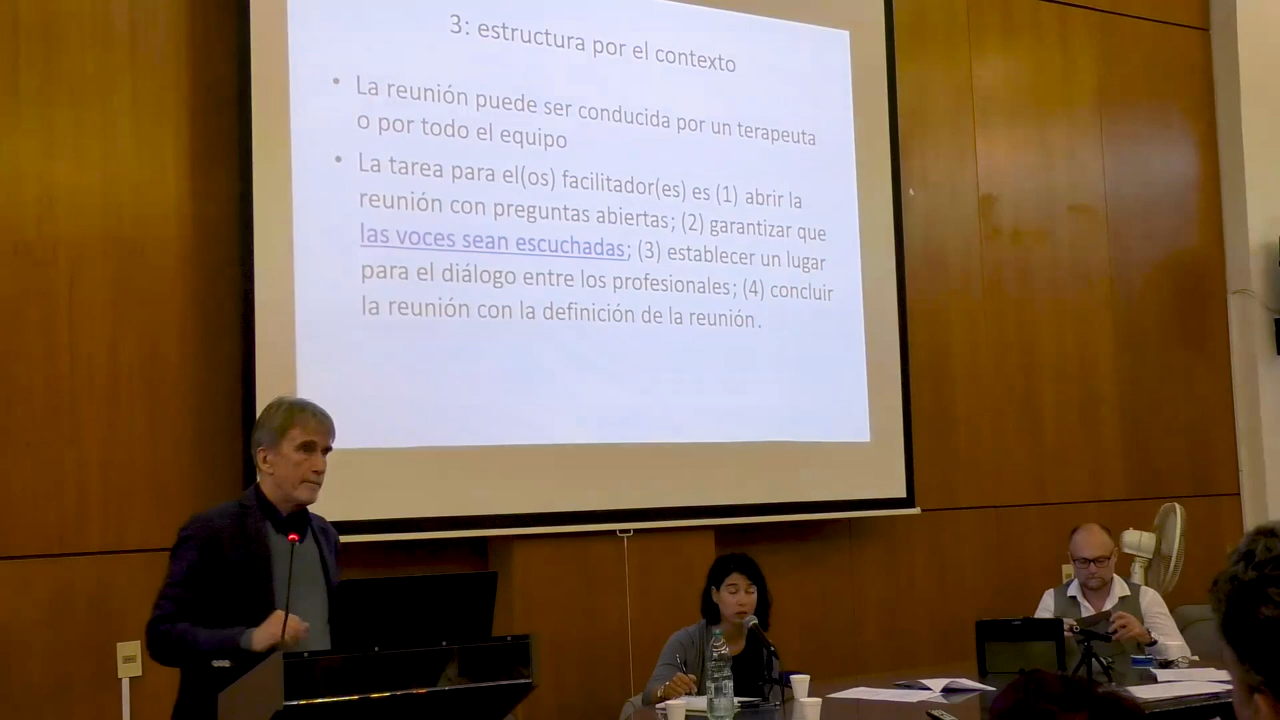 3: estructura por el contexto
• La reunión puede ser conducida por un terapeuta
o por todo el equipo
• La tarea para el(os) facilitador(es) es (1) abrir la
reunión con preguntas abiertas; (2) garantizar que
las voces sean escuchadas; (3) establecer un lugar
para el diálogo entre los profesionales; (4) concluir
la reunión con la definición de la reunión.